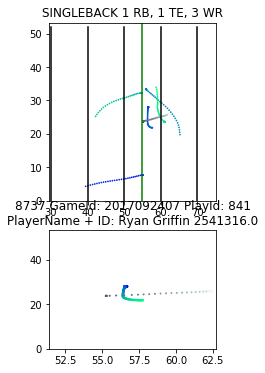 SINGLEBACK 1 RB, 1 TE, 3 WR
50
40
30
20
10
0
30 40 50 60 70
8737 GameId: 2017092407 PlayId: 841
PlayerName + ID: Ryan Griffin 2541316.0
40
20
0
52.5 55.0 57.5 60.0 62.5